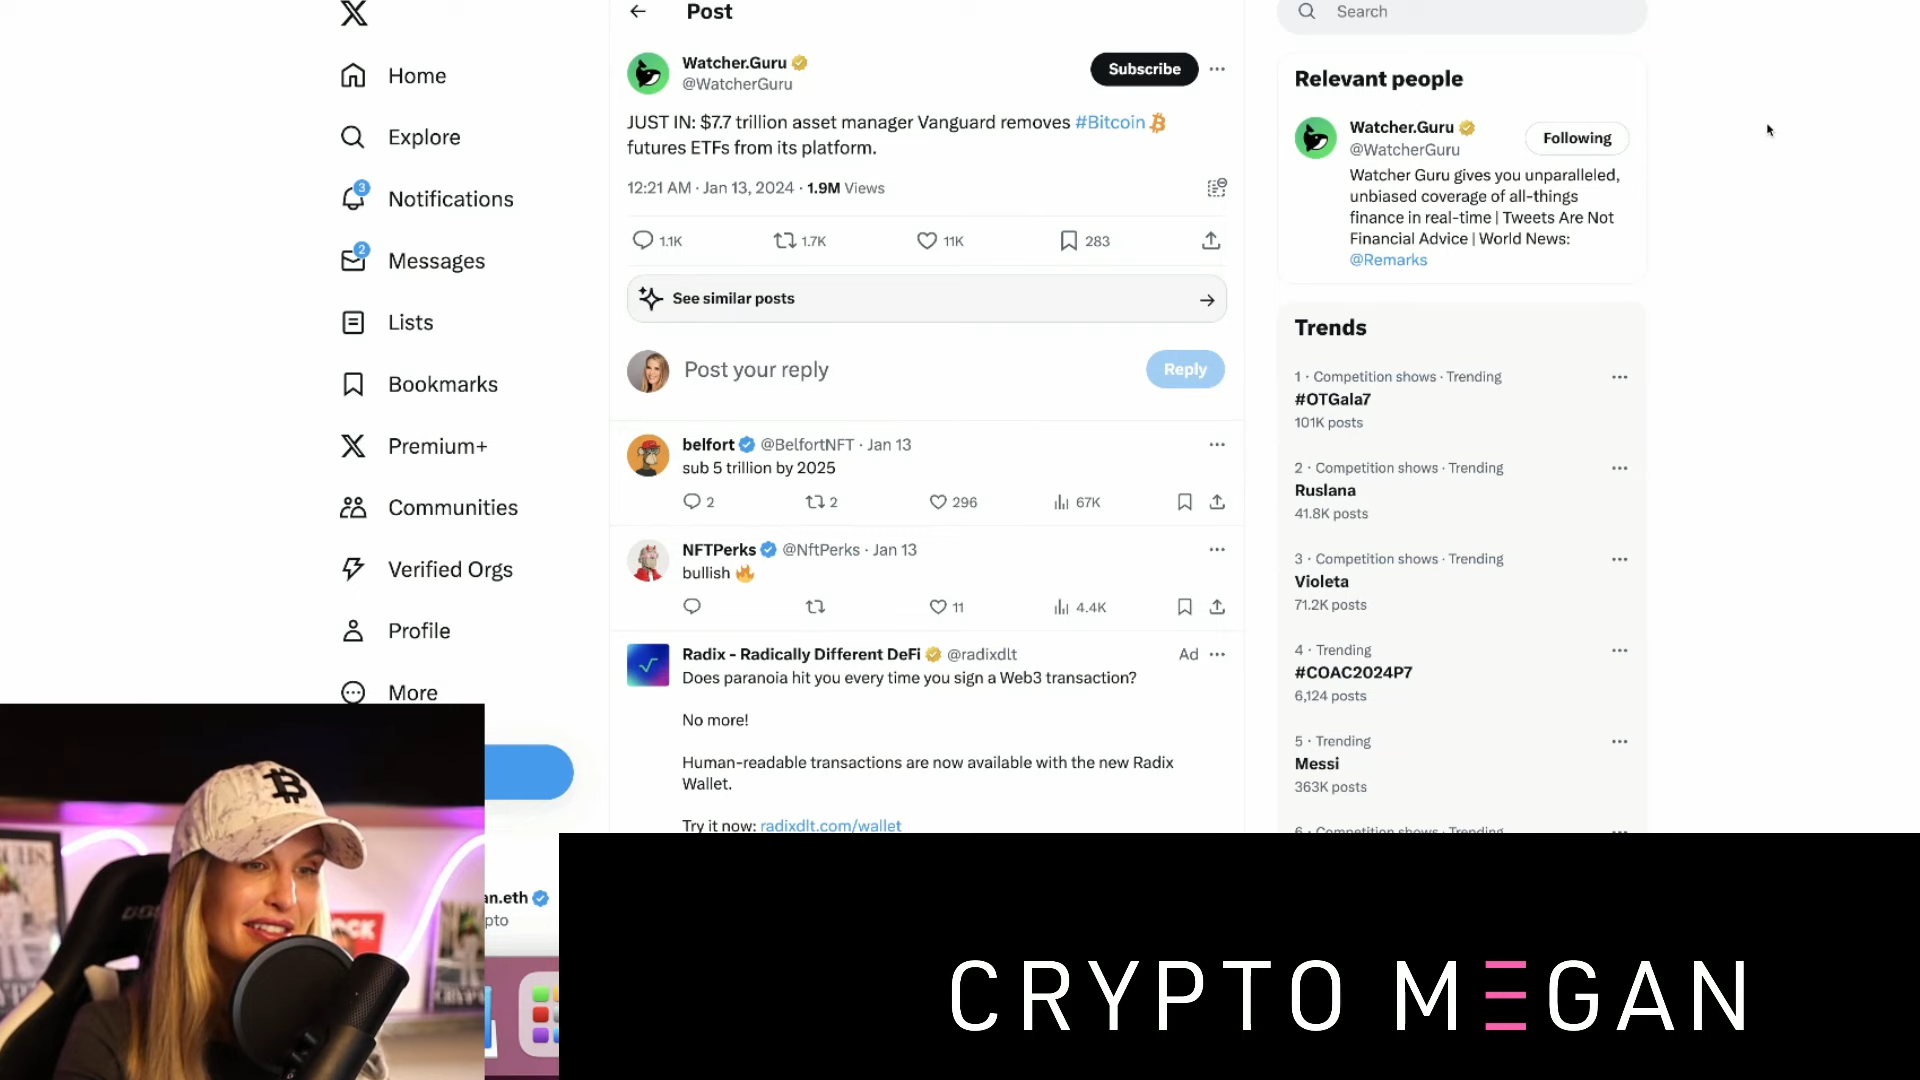 Home
Explore
3
Notifications
2
Messages
Lists
Bookmarks
Premium+
Communities
Verified Orgs
Profile
More
an.eth
pto
Post
Watcher.Guru
@WatcherGuru
Subscribe
JUST IN: $7.7 trillion asset manager Vanguard removes #Bitcoin
futures ETFs from its platform.
12:21 AM · Jan 13, 2024 · 1.9M Views
1.1K 1.7K 11K 283
See similar posts
Post your reply
Reply
belfort @BelfortNFT · Jan 13
sub 5 trillion by 2025
2 2 296 67K
NFTPerks @NftPerks · Jan 13
bullish 🔥
11 4.4K
Radix - Radically Different DeFi @radixdlt Ad
Does paranoia hit you every time you sign a Web3 transaction?
No more!
Human-readable transactions are now available with the new Radix
Wallet.
Try it now: radixdlt.com/wallet
Search
Relevant people
Watcher.Guru
@WatcherGuru
Following
Watcher Guru gives you unparalleled,
unbiased coverage of all-things
finance in real-time | Tweets Are Not
Financial Advice | World News:
@Remarks
Trends
1 · Competition shows · Trending
#OTGala7
101K posts
2 · Competition shows · Trending
Ruslana
41.8K posts
3 · Competition shows · Trending
Violeta
71.2K posts
4 · Trending
#COAC2024P7
6,124 posts
5 · Trending
Messi
363K posts
6 · Competition shows · Trending
CRYPTO MEGAN